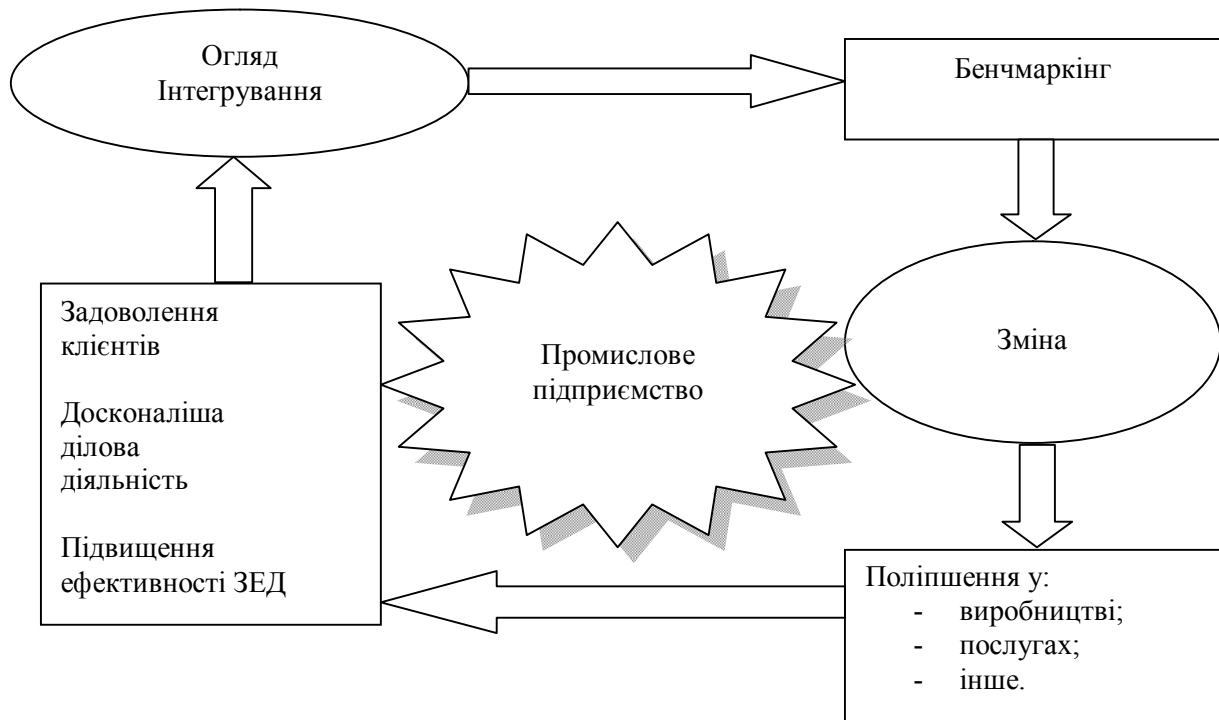 Огляд
Інтегрування
Бенчмаркінг
Зміна
Поліпшення у:
- виробництві;
- послугах;
- інше.
Задоволення
клієнтів
Досконаліша
ділова
діяльність
Підвищення
ефективності ЗЕД
Промислове
підприємство